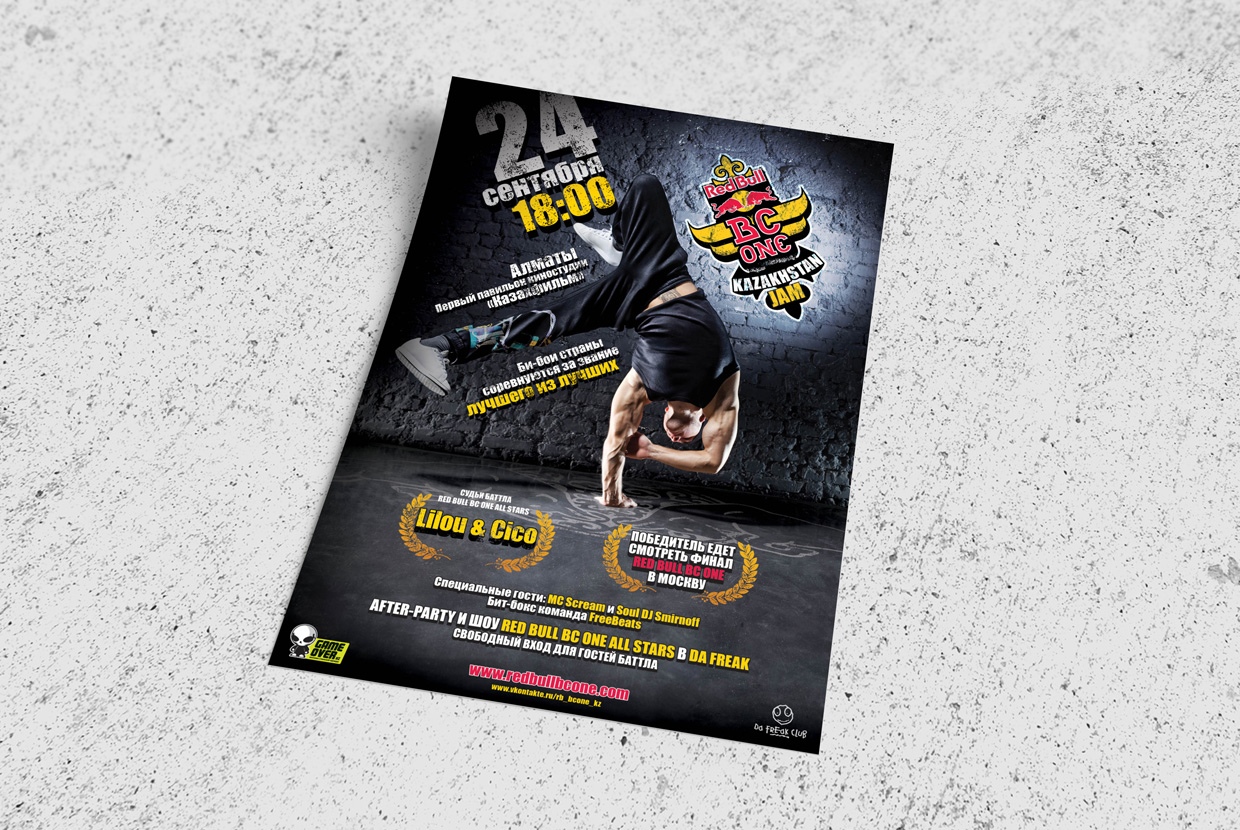 24
сентября
18:00
Red Bull
BC
ONE
KAZAKHSTAN
JAM
Алматы
Первый павильон киностудии
«Казахфильм»
Би-бои страны
соревнуются за звание
лучшего из лучших
СУДЬИ БАТТЛА
RED BULL BC ONE ALL STARS
Lilou & Cico
ПОБЕДИТЕЛЬ ЕДЕТ
СМОТРЕТЬ ФИНАЛ
RED BULL BC ONE
В МОСКВУ
Специальные гости: MC Scream и Soul DJ Smirnoff
Бит-бокс команда FreeBeats
AFTER-PARTY И ШОУ RED BULL BC ONE ALL STARS В DA FREAK
СВОБОДНЫЙ ВХОД ДЛЯ ГОСТЕЙ БАТТЛА
GAME
OVER
www.redbullbcone.com
www.vkontakte.ru/rb_bcone_kz
DA FREAK CLUB